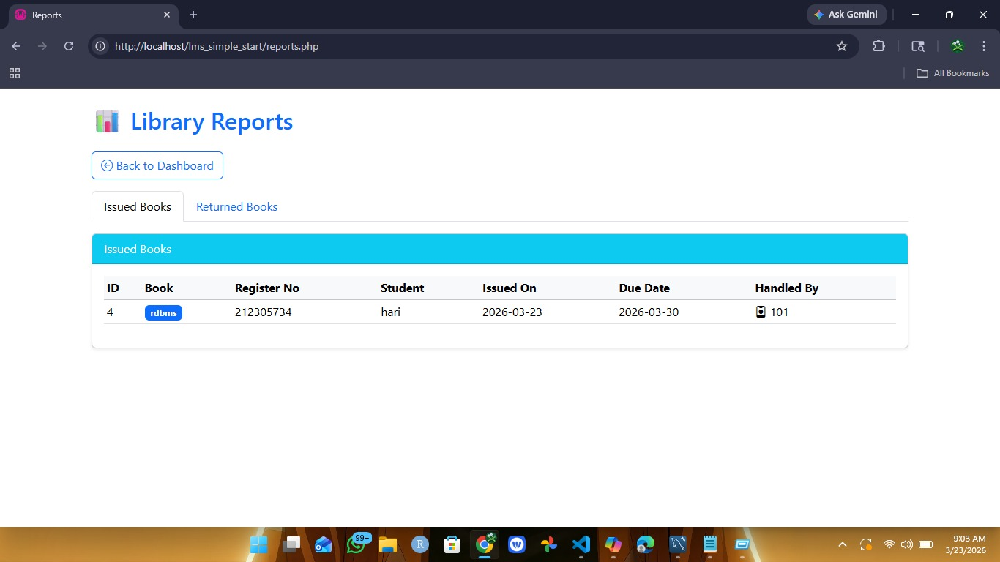 Reports
Ask Gemini
http://localhost/lms_simple_start/reports.php
All Bookmarks
Library Reports
Back to Dashboard
Issued Books
Returned Books
Issued Books
ID Book Register No Student Issued On Due Date Handled By
4 rdbms 212305734 hari 2026-03-23 2026-03-30 101
99+
R
W
9:03 AM
3/23/2026